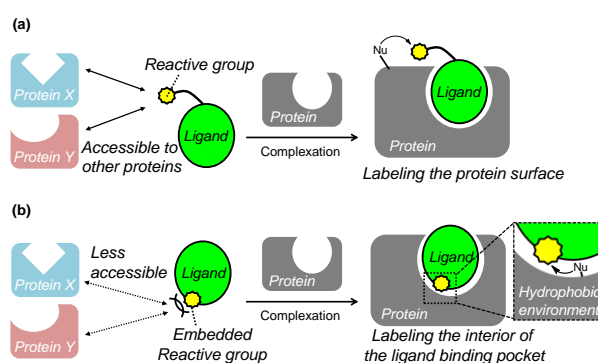 (a)
Protein X
Protein Y
Reactive group
Accessible to
other proteins
Ligand
Protein
Complexation
Nu
Ligand
Protein
Labeling the protein surface
(b)
Protein X
Protein Y
Less
accessible
Ligand
Embedded
Reactive group
Protein
Complexation
Ligand
Protein
Nu
Hydrophobic
environment
Labeling the interior of
the ligand binding pocket